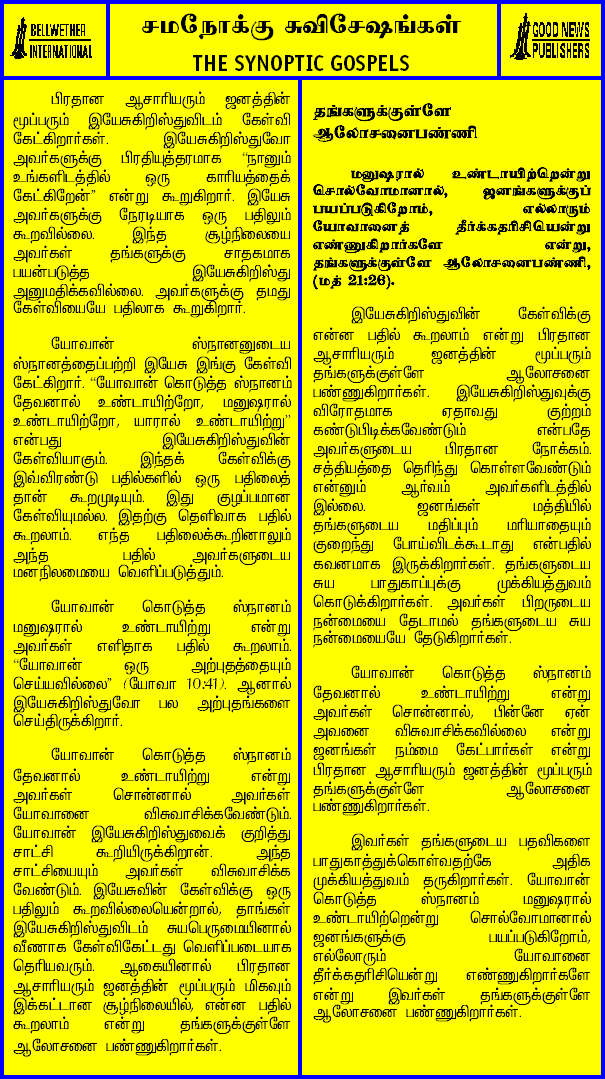 BELLWETHER
INTERNATIONAL
சமநோக்கு சுவிசேஷங்கள்
THE SYNOPTIC GOSPELS
GOOD NEWS
PUBLISHERS
பிரதான ஆசாரியரும் ஜனத்தின்
மூப்பரும் இயேசுகிறிஸ்துவிடம் கேள்வி
கேட்கிறார்கள். இயேசுகிறிஸ்துவோ
அவர்களுக்கு பிரதியுத்தரமாக “நானும்
உங்களிடத்தில் ஒரு காரியத்தைக்
கேட்கிறேன்” என்று கூறுகிறார். இயேசு
அவர்களுக்கு நேரடியாக ஒரு பதிலும்
கூறவில்லை. இந்த சூழ்நிலையை
அவர்கள் தங்களுக்கு சாதகமாக
பயன்படுத்த இயேசுகிறிஸ்து
அனுமதிக்கவில்லை. அவர்களுக்கு தமது
கேள்வியையே பதிலாக கூறுகிறார்.
யோவான் ஸ்நானனுடைய
ஸ்நானத்தைப்பற்றி இயேசு இங்கு கேள்வி
கேட்கிறார். “யோவான் கொடுத்த ஸ்நானம்
தேவனால் உண்டாயிற்றோ, மனுஷரால்
உண்டாயிற்றோ, யாரால் உண்டாயிற்று”
என்பது இயேசுகிறிஸ்துவின்
கேள்வியாகும். இந்தக் கேள்விக்கு
இவ்விரண்டு பதில்களில் ஒரு பதிலைத்
தான் கூறமுடியும். இது குழப்பமான
கேள்வியுமல்ல. இதற்கு தெளிவாக பதில்
கூறலாம். எந்த பதிலைக்கூறினாலும்
அந்த பதில் அவர்களுடைய
மனநிலமையை வெளிப்படுத்தும்.
யோவான் கொடுத்த ஸ்நானம்
மனுஷரால் உண்டாயிற்று என்று
அவர்கள் எளிதாக பதில் கூறலாம்.
“யோவான் ஒரு அற்புதத்தையும்
செய்யவில்லை” (யோவா 10:41). ஆனால்
இயேசுகிறிஸ்துவோ பல அற்புதங்களை
செய்திருக்கிறார்.
யோவான் கொடுத்த ஸ்நானம்
தேவனால் உண்டாயிற்று என்று
அவர்கள் சொன்னால் அவர்கள்
யோவானை விசுவாசிக்கவேண்டும்.
யோவான் இயேசுகிறிஸ்துவைக் குறித்து
சாட்சி கூறியிருக்கிறான். அந்த
சாட்சியையும் அவர்கள் விசுவாசிக்க
வேண்டும். இயேசுவின் கேள்விக்கு ஒரு
பதிலும் கூறவில்லையென்றால், தாங்கள்
இயேசுகிறிஸ்துவிடம் சுயபெருமையினால்
வீணாக கேள்விகேட்டது வெளிப்படையாக
தெரியவரும். ஆகையினால் பிரதான
ஆசாரியரும் ஜனத்தின் மூப்பரும் மிகவும்
இக்கட்டான சூழ்நிலையில், என்ன பதில்
கூறலாம் என்று தங்களுக்குள்ளே
ஆலோசனை பண்ணுகிறார்கள்.
தங்களுக்குள்ளே
ஆலோசனைபண்ணி
மனுஷரால் உண்டாயிற்றென்று
சொல்வோமானால், ஜனங்களுக்குப்
பயப்படுகிறோம், எல்லாரும்
யோவானைத் தீர்க்கதரிசியென்று
எண்ணுகிறார்களே என்று,
தங்களுக்குள்ளே ஆலோசனைபண்ணி,
(மத் 21:26).
இயேசுகிறிஸ்துவின் கேள்விக்கு
என்ன பதில் கூறலாம் என்று பிரதான
ஆசாரியரும் ஜனத்தின் மூப்பரும்
தங்களுக்குள்ளே ஆலோசனை
பண்ணுகிறார்கள். இயேசுகிறிஸ்துவுக்கு
விரோதமாக ஏதாவது குற்றம்
கண்டுபிடிக்கவேண்டும் என்பதே
அவர்களுடைய பிரதான நோக்கம்.
சத்தியத்தை தெரிந்து கொள்ளவேண்டும்
என்னும் ஆர்வம் அவர்களிடத்தில்
இல்லை. ஜனங்கள் மத்தியில்
தங்களுடைய மதிப்பும் மரியாதையும்
குறைந்து போய்விடக்கூடாது என்பதில்
கவனமாக இருக்கிறார்கள். தங்களுடைய
சுய பாதுகாப்புக்கு முக்கியத்துவம்
கொடுக்கிறார்கள். அவர்கள் பிறருடைய
நன்மையை தேடாமல் தங்களுடைய சுய
நன்மையையே தேடுகிறார்கள்.
யோவான் கொடுத்த ஸ்நானம்
தேவனால் உண்டாயிற்று என்று
அவர்கள் சொன்னால், பின்னே ஏன்
அவனை விசுவாசிக்கவில்லை என்று
ஜனங்கள் நம்மை கேட்பார்கள் என்று
பிரதான ஆசாரியரும் ஜனத்தின் மூப்பரும்
தங்களுக்குள்ளே ஆலோசனை
பண்ணுகிறார்கள்.
இவர்கள் தங்களுடைய பதவிகளை
பாதுகாத்துக்கொள்வதற்கே அதிக
முக்கியத்துவம் தருகிறார்கள். யோவான்
கொடுத்த ஸ்நானம் மனுஷரால்
உண்டாயிற்றென்று சொல்வோமானால்
ஜனங்களுக்கு பயப்படுகிறோம்,
எல்லோரும் யோவானை
தீர்க்கதரிசியென்று எண்ணுகிறார்களே
என்று இவர்கள் தங்களுக்குள்ளே
ஆலோசனை பண்ணுகிறார்கள்.